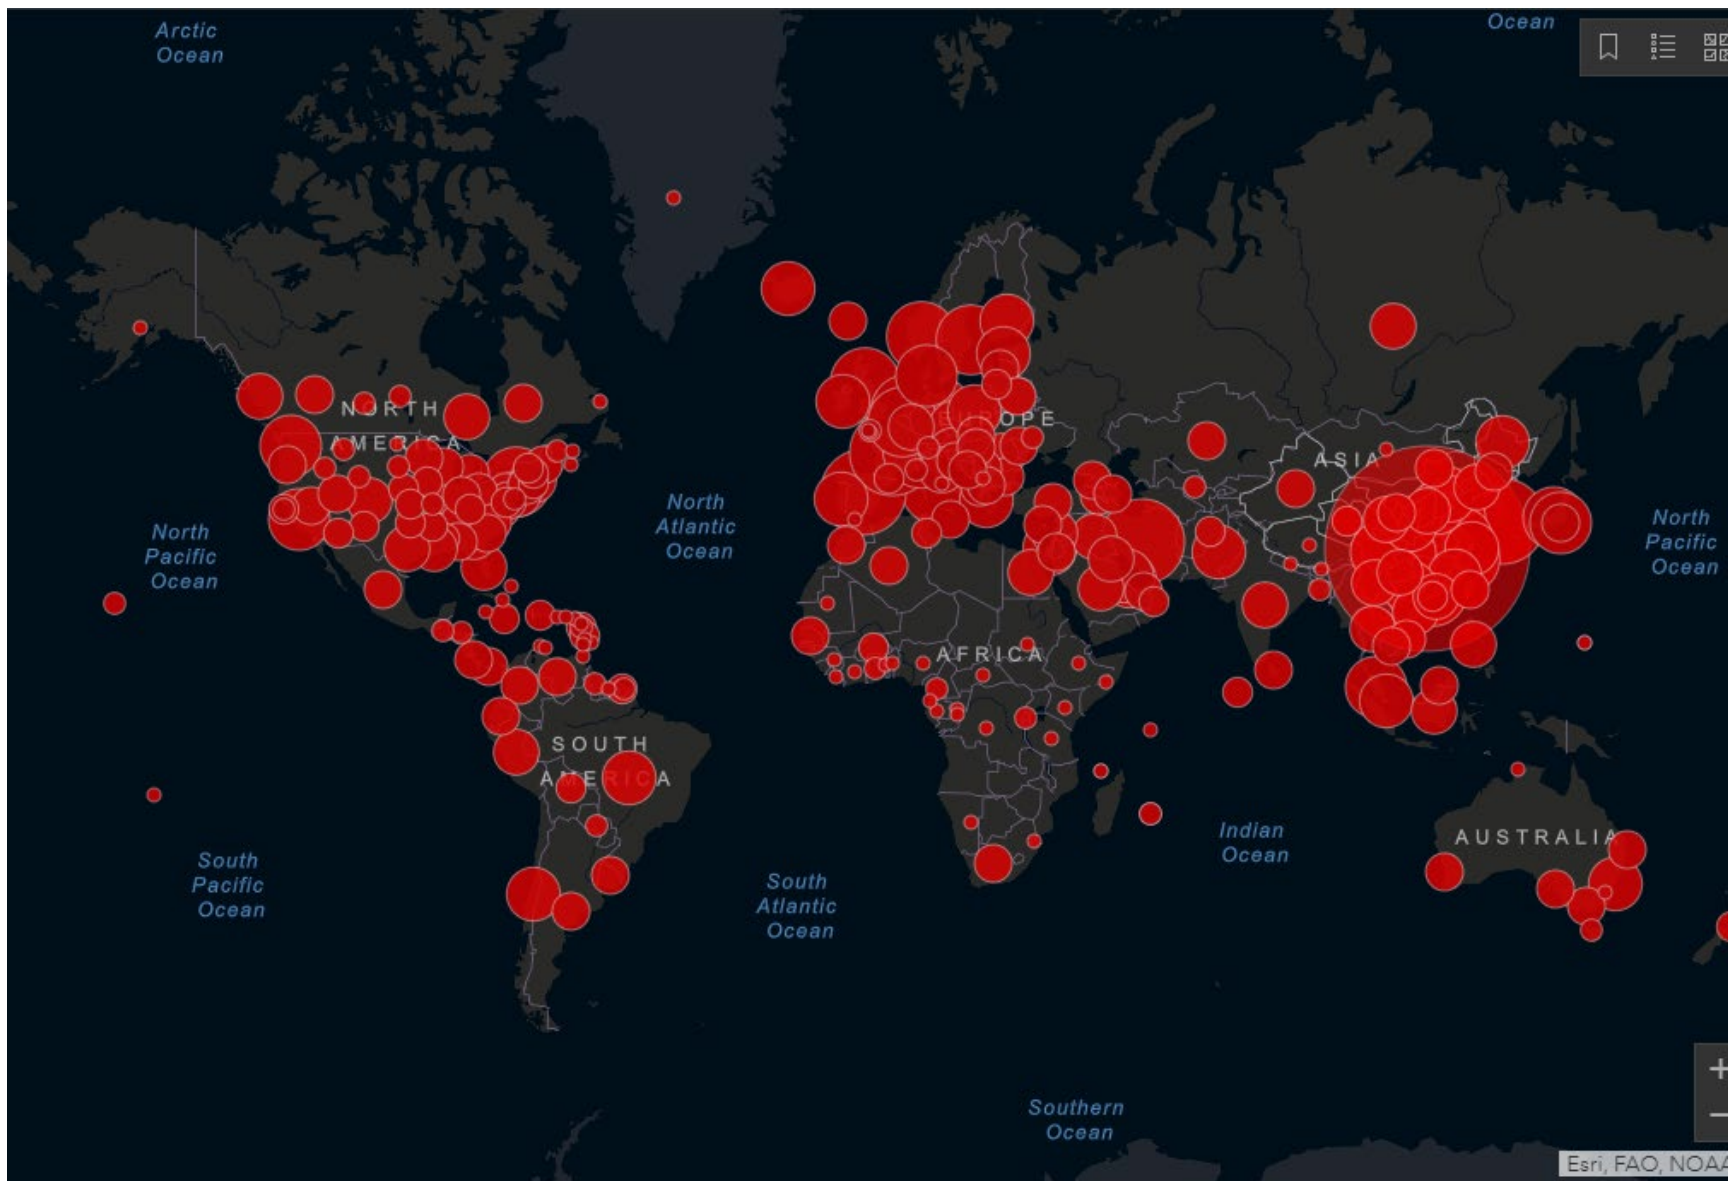 Arctic
Ocean
Ocean
NORTH
AMERICA
EUROPE
ASIA
North
Atlantic
Ocean
North
Pacific
Ocean
North
Pacific
Ocean
AFRICA
SOUTH
AMERICA
Indian
Ocean
AUSTRALIA
South
Pacific
Ocean
South
Atlantic
Ocean
Southern
Ocean
+
−
Esri, FAO, NOAA